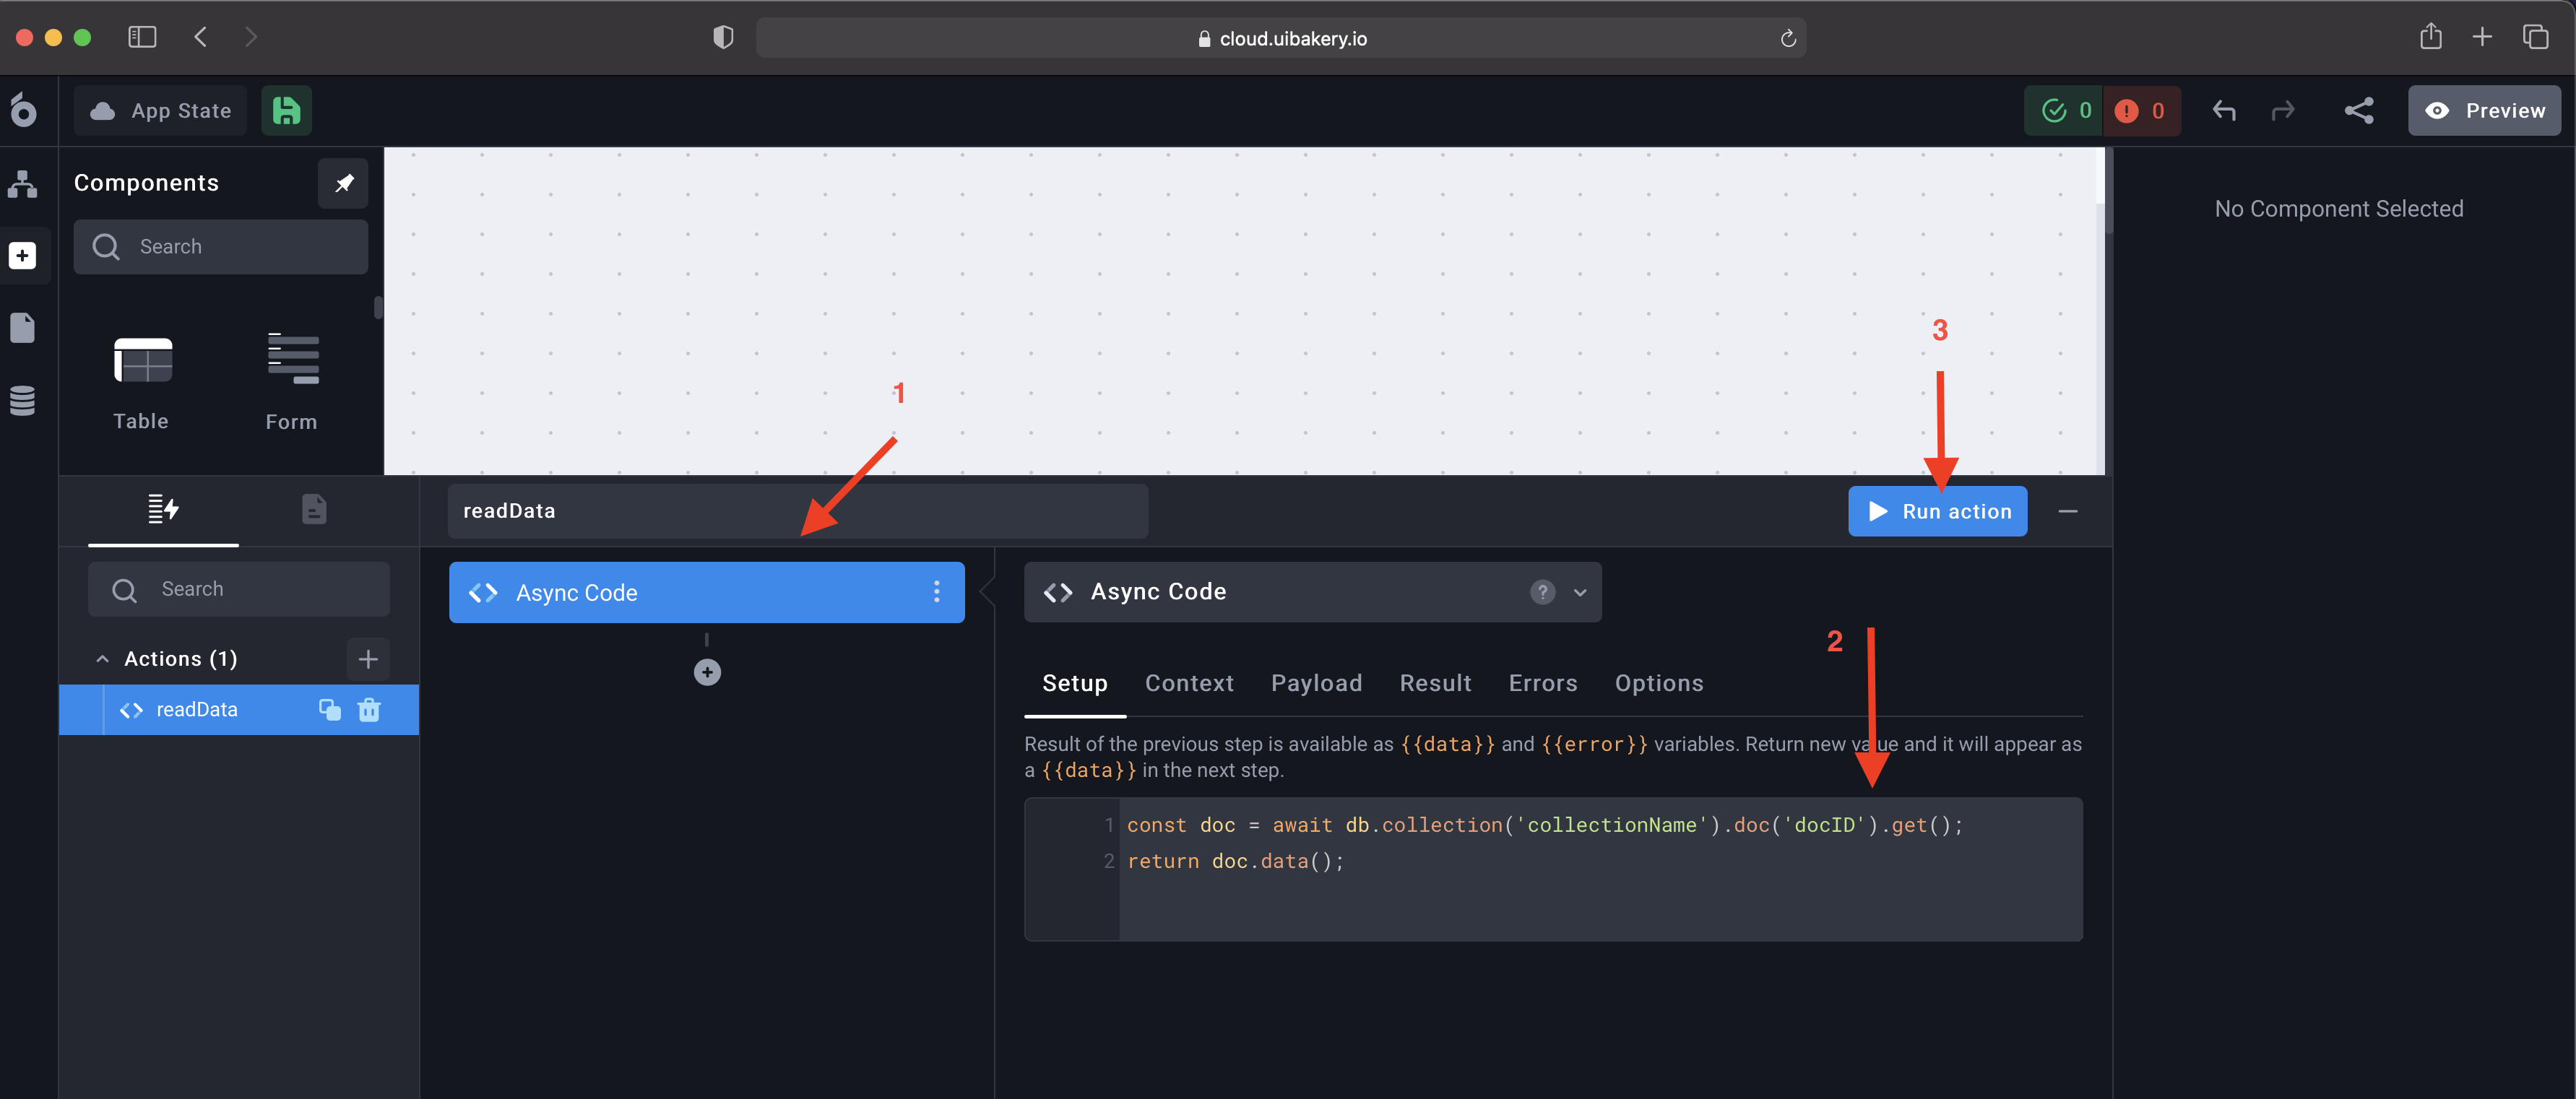 cloud.uibakery.io
App State
0
0
Preview
Components
Search
Table
Form
No Component Selected
1
3
readData
Run action
Search
Actions (1)
readData
Async Code
Async Code
?
2
Setup
Context
Payload
Result
Errors
Options
Result of the previous step is available as {{data}} and {{error}} variables. Return new value and it will appear as
a {{data}} in the next step.
1 const doc = await db.collection('collectionName').doc('docID').get();
2 return doc.data();